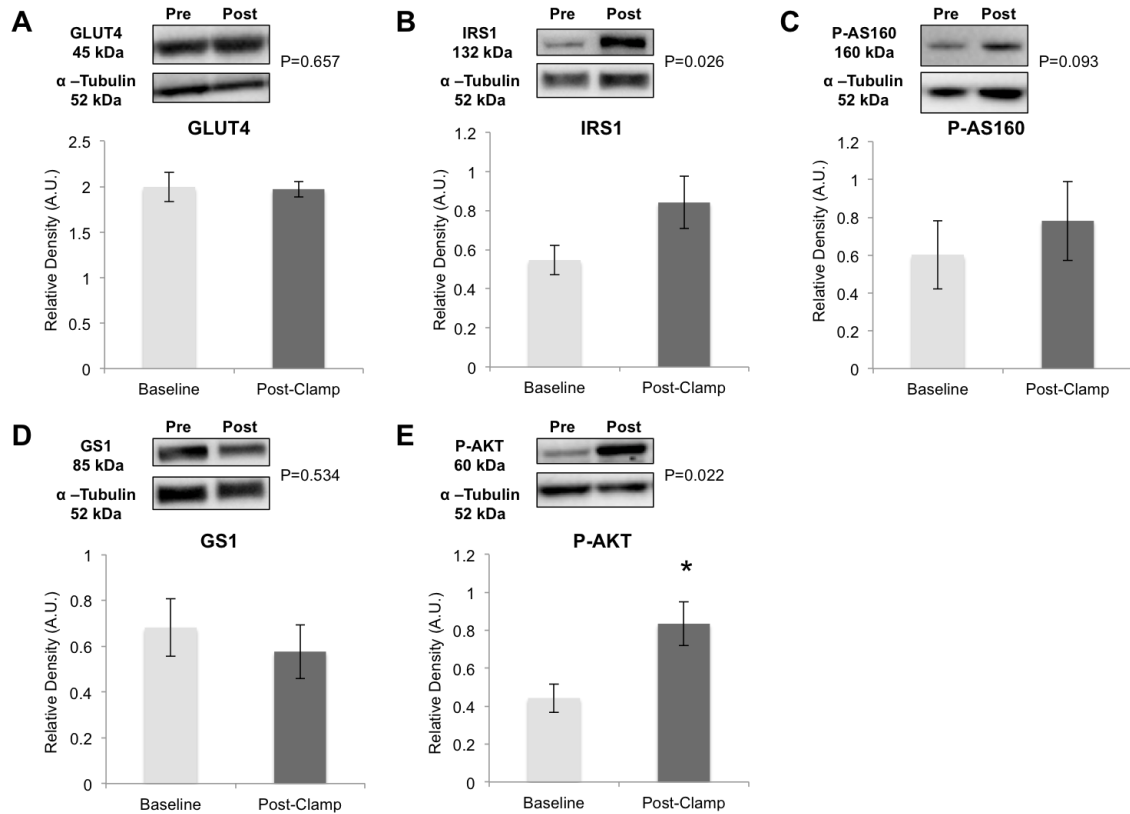 A
Pre Post
GLUT4
45 kDa
P=0.657
α –Tubulin
52 kDa
GLUT4
Relative Density (A.U.)
2.5
2
1.5
1
0.5
0
Baseline Post-Clamp
B
Pre Post
IRS1
132 kDa
P=0.026
α –Tubulin
52 kDa
IRS1
Relative Density (A.U.)
1.2
1
0.8
0.6
0.4
0.2
0
Baseline Post-Clamp
C
Pre Post
P-AS160
160 kDa
P=0.093
α –Tubulin
52 kDa
P-AS160
Relative Density (A.U.)
1.2
1
0.8
0.6
0.4
0.2
0
Baseline Post-Clamp
D
Pre Post
GS1
85 kDa
P=0.534
α –Tubulin
52 kDa
GS1
Relative Density (A.U.)
1
0.8
0.6
0.4
0.2
0
Baseline Post-Clamp
E
Pre Post
P-AKT
60 kDa
P=0.022
α –Tubulin
52 kDa
P-AKT
Relative Density (A.U.)
1.2
1
0.8
0.6
0.4
0.2
0
*
Baseline Post-Clamp